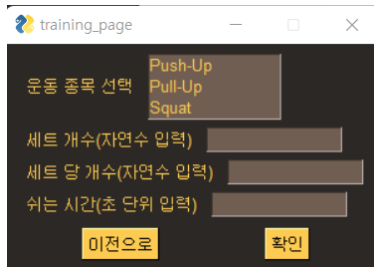 training_page
운동 종목 선택
Push-Up
Pull-Up
Squat
세트 개수(자연수 입력)
세트 당 개수(자연수 입력)
쉬는 시간(초 단위 입력)
이전으로 확인